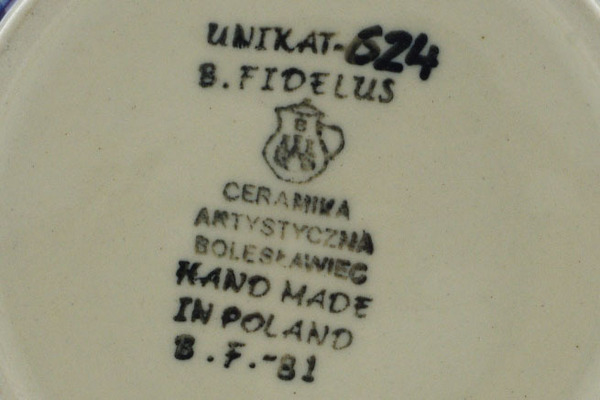 UNIKAT-624
B. FIDELUS
B
CERAMIKA
ARTYSTYCZNA
BOLESŁAWIEC
HAND MADE
IN POLAND
B.F.-81